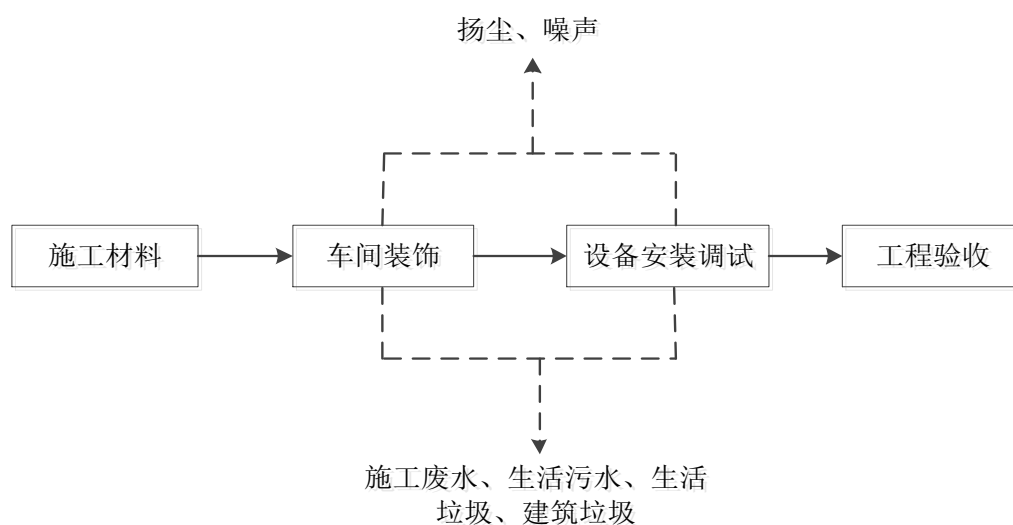 扬尘、噪声
施工材料
车间装饰
设备安装调试
工程验收
施工废水、生活污水、生活
垃圾、建筑垃圾